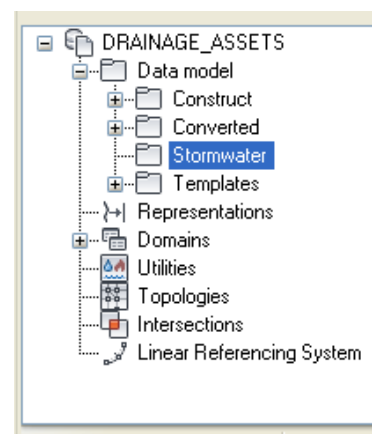 DRAINAGE_ASSETS
Data model
Construct
Converted
Stormwater
Templates
Representations
Domains
Utilities
Topologies
Intersections
Linear Referencing System